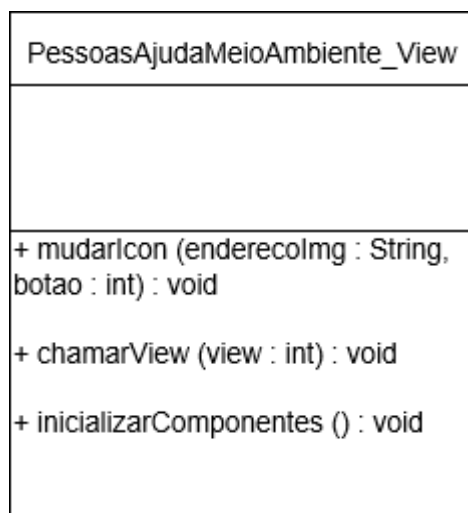 PessoasAjudaMeioAmbiente_View
+ mudarIcon (enderecoImg : String,
botao : int) : void
+ chamarView (view : int) : void
+ inicializarComponentes () : void